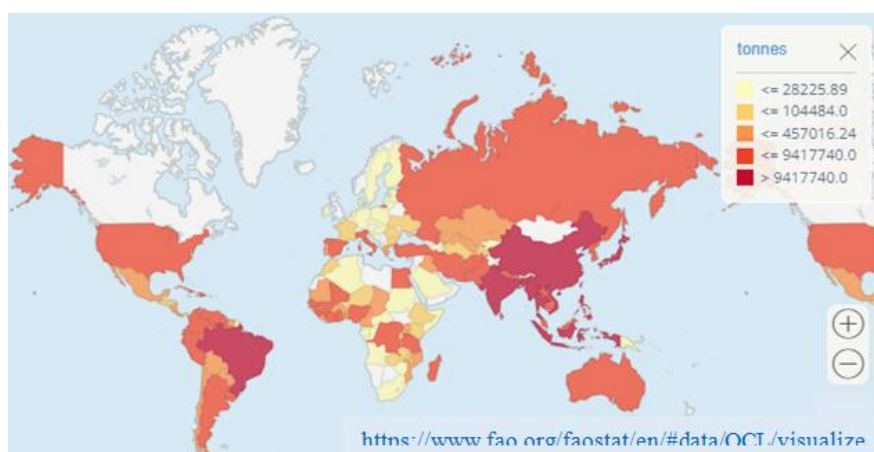 tonnes
<= 28225.89
<= 104484.0
<= 457016.24
<= 9417740.0
> 9417740.0
https://www.fao.org/faostat/en/#data/QCL/visualize